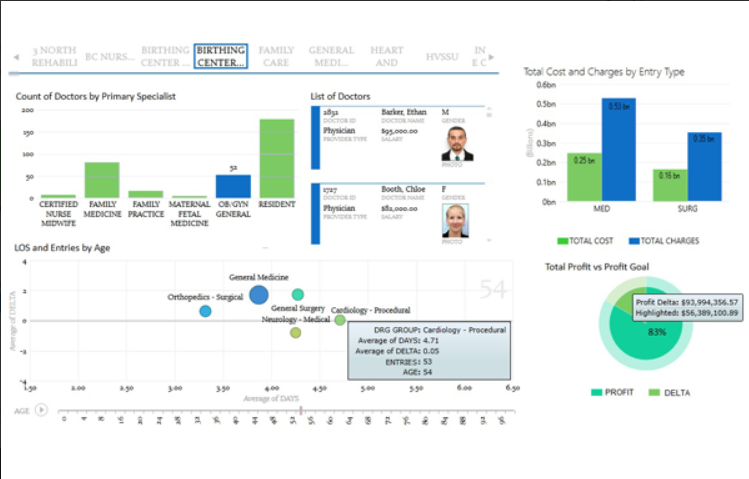 3 NORTH REHABILI
BC NURS...
BIRTHING CENTER ...
BIRTHING CENTER...
FAMILY CARE
GENERAL MEDI...
HEART AND
HVSSU
IN E C
Count of Doctors by Primary Specialist
200
150
100
50
0
52
CERTIFIED NURSE MIDWIFE
FAMILY MEDICINE
FAMILY PRACTICE
MATERNAL FETAL MEDICINE
OB/GYN GENERAL
RESIDENT
List of Doctors
2832 Barker, Ethan M
DOCTOR ID DOCTOR NAME GENDER
Physician $95,000.00
PROVIDER TYPE SALARY
PHOTO
1727 Booth, Chloe F
DOCTOR ID DOCTOR NAME GENDER
Physician $82,000.00
PROVIDER TYPE SALARY
PHOTO
Total Cost and Charges by Entry Type
(Billions)
0.6bn
0.5bn
0.4bn
0.2bn
0.1bn
0bn
0.25 bn
0.53 bn
0.16 bn
0.35 bn
MED SURG
TOTAL COST TOTAL CHARGES
LOS and Entries by Age
Average of DELTA
4
2
0
-2
-4
54
General Medicine
Orthopedics - Surgical
General Surgery
Cardiology - Procedural
Neurology - Medical
DRG GROUP: Cardiology - Procedural
Average of DAYS: 4.71
Average of DELTA: 0.05
ENTRIES: 53
AGE: 54
1.50 2.00 3.00 3.50 4.00 4.50 5.00 5.50 6.00 6.50
Average of DAYS
AGE
0 4 8 16 20 24 28 32 36 40 44 48 52 56 60 64 68 72 76 80 84 88 92 96
Total Profit vs Profit Goal
Profit Delta: $93,994,356.57
Highlighted: $56,389,100.89
83%
PROFIT DELTA